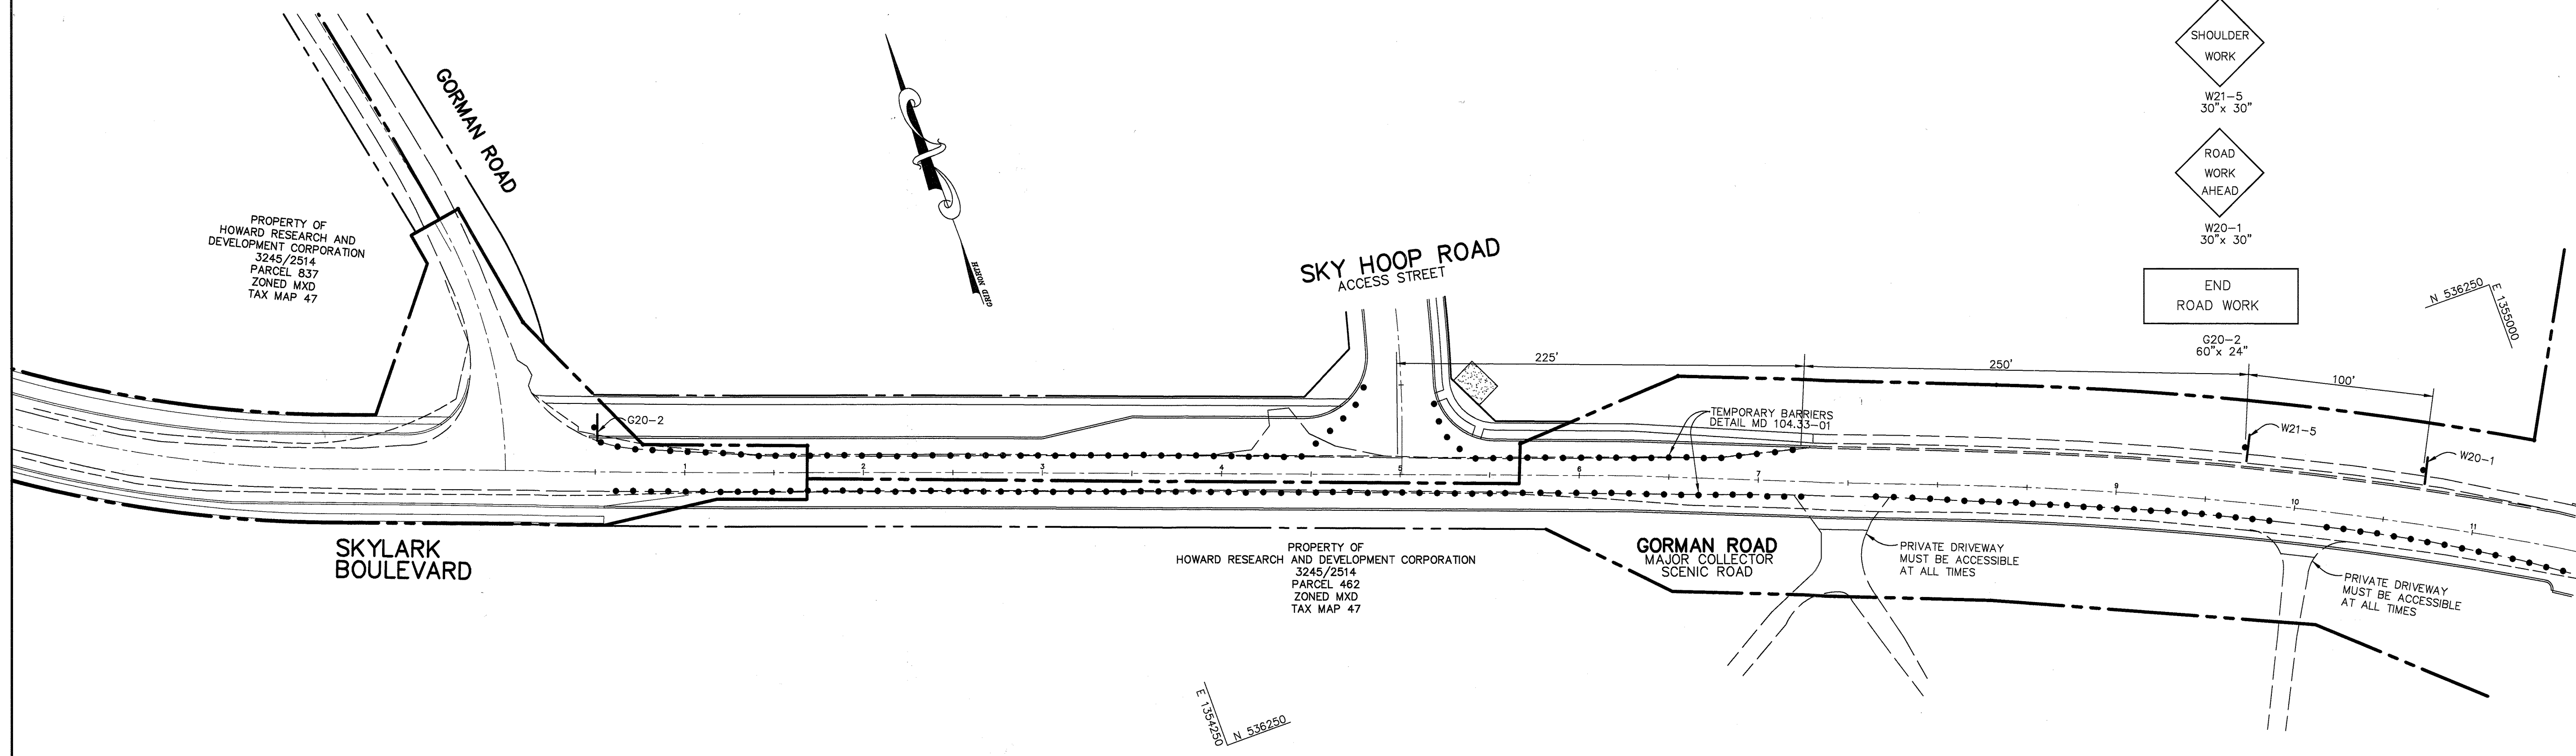 GORMAN ROAD
PROPERTY OF
HOWARD RESEARCH AND
DEVELOPMENT CORPORATION
3245/2514
PARCEL 837
ZONED MXD
TAX MAP 47
GRID NORTH
SKY HOOP ROAD
ACCESS STREET
SHOULDER
WORK
W21-5
30"x 30"
ROAD
WORK
AHEAD
W20-1
30"x 30"
END
ROAD WORK
G20-2
60"x 24"
N 536250
E 1355000
225'
250'
100'
G20-2
TEMPORARY BARRIERS
DETAIL MD 104.33-01
W21-5
W20-1
1
2
3
4
5
6
7
9
10
11
SKYLARK
BOULEVARD
PROPERTY OF
HOWARD RESEARCH AND DEVELOPMENT CORPORATION
3245/2514
PARCEL 462
ZONED MXD
TAX MAP 47
GORMAN ROAD
MAJOR COLLECTOR
SCENIC ROAD
PRIVATE DRIVEWAY
MUST BE ACCESSIBLE
AT ALL TIMES
PRIVATE DRIVEWAY
MUST BE ACCESSIBLE
AT ALL TIMES
E 1354250
N 536250